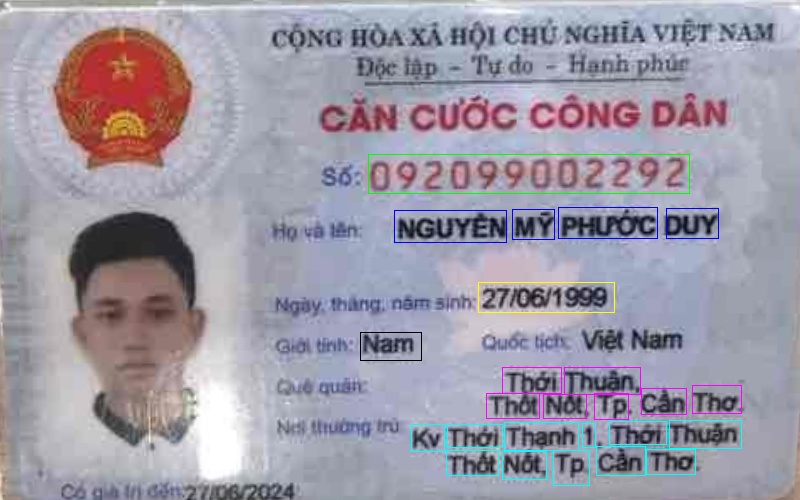 CỘNG HÒA XÃ HỘI CHỦ NGHĨA VIỆT NAM
Độc lập - Tự do - Hạnh phúc
CĂN CƯỚC CÔNG DÂN
Số: 092099002292
Họ và tên: NGUYỄN MỸ PHƯỚC DUY
Ngày, tháng, năm sinh: 27/06/1999
Giới tính: Nam Quốc tịch: Việt Nam
Quê quán: Thới Thuận,
Thốt Nốt, Tp. Cần Thơ.
Nơi thường trú: Kv Thới Thạnh 1, Thới Thuận
Thốt Nốt, Tp. Cần Thơ.
Có giá trị đến: 27/06/2024